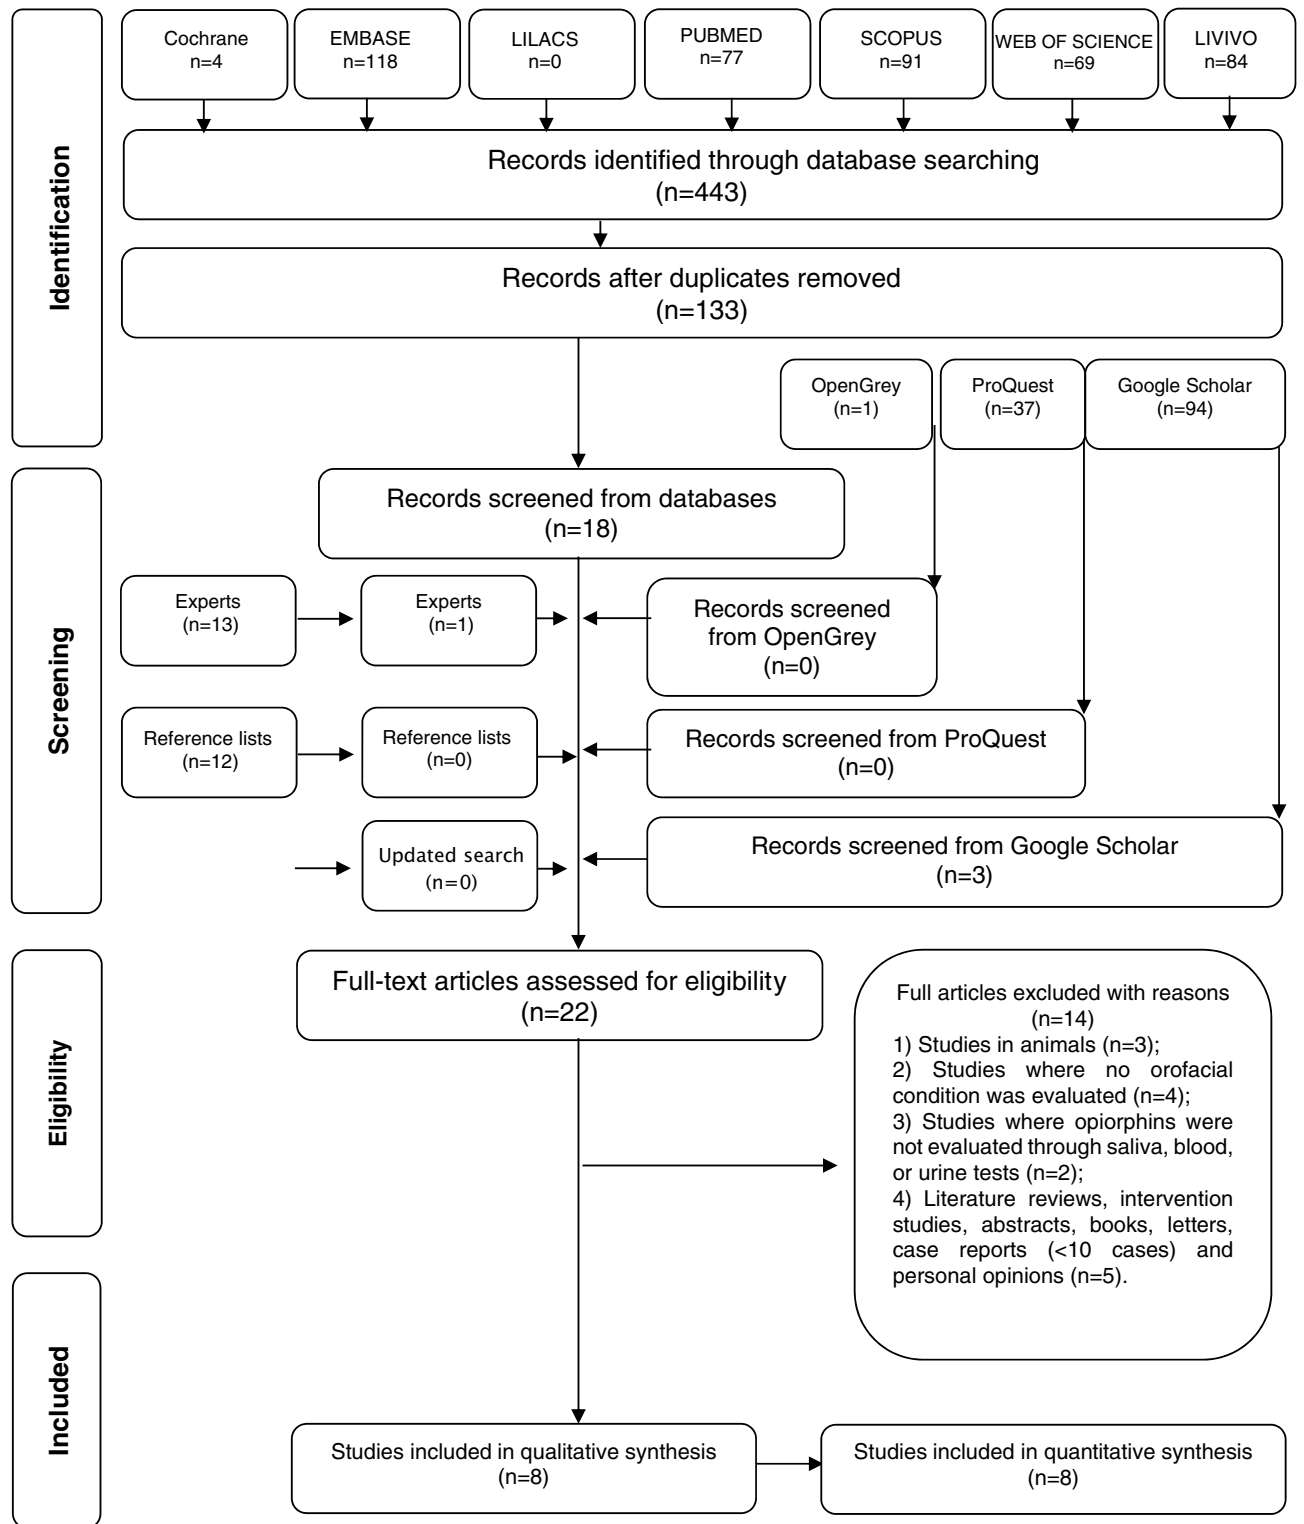 Identification
Cochrane
n=4
EMBASE
n=118
LILACS
n=0
PUBMED
n=77
SCOPUS
n=91
WEB OF SCIENCE
n=69
LIVIVO
n=84
Records identified through database searching
(n=443)
Records after duplicates removed
(n=133)
OpenGrey
(n=1)
ProQuest
(n=37)
Google Scholar
(n=94)
Screening
Records screened from databases
(n=18)
Experts
(n=13)
Experts
(n=1)
Records screened
from OpenGrey
(n=0)
Reference lists
(n=12)
Reference lists
(n=0)
Records screened from ProQuest
(n=0)
Updated search
(n=0)
Records screened from Google Scholar
(n=3)
Eligibility
Full-text articles assessed for eligibility
(n=22)
Full articles excluded with reasons
(n=14)
1) Studies in animals (n=3);
2) Studies where no orofacial
condition was evaluated (n=4);
3) Studies where opiorphins were
not evaluated through saliva, blood,
or urine tests (n=2);
4) Literature reviews, intervention
studies, abstracts, books, letters,
case reports (<10 cases) and
personal opinions (n=5).
Included
Studies included in qualitative synthesis
(n=8)
Studies included in quantitative synthesis
(n=8)